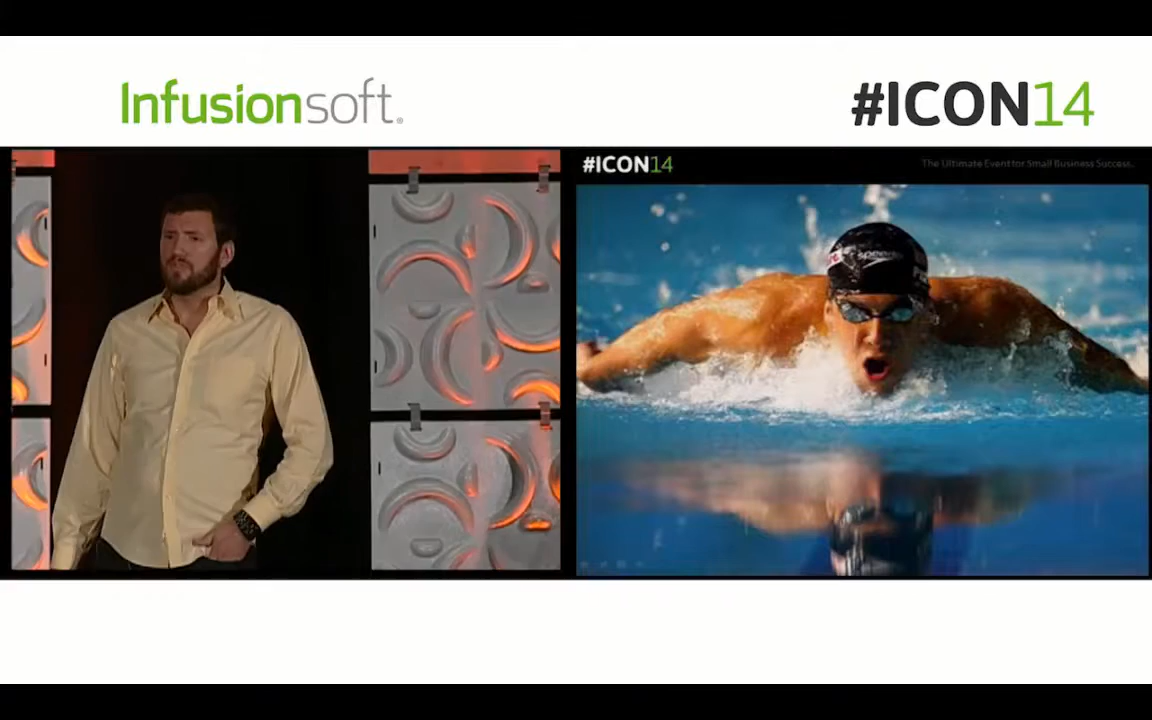 Infusionsoft.
#ICON14
#ICON14
The Ultimate Event for Small Business Success.
speedo